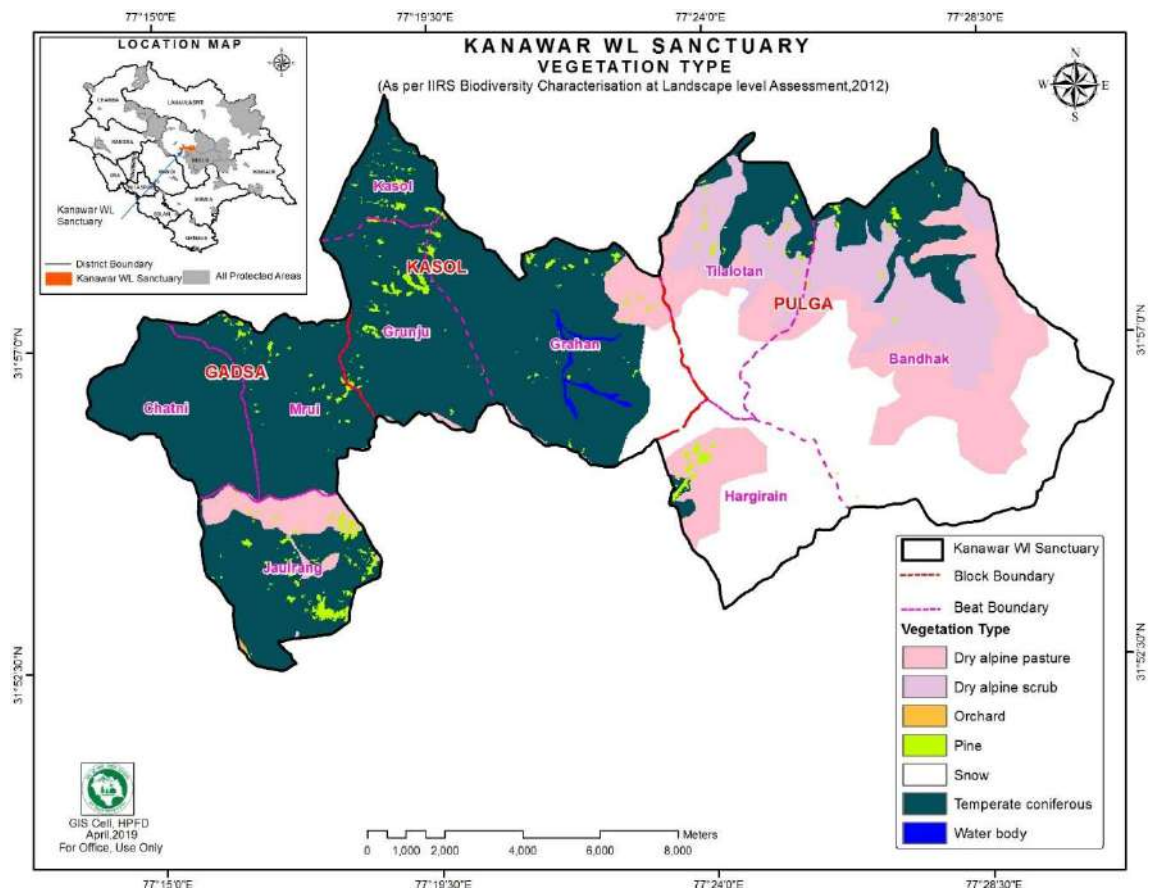 77°15'0"E 77°19'30"E 77°24'0"E 77°28'30"E
KANAWAR WL SANCTUARY
VEGETATION TYPE
(As per IIRS Biodiversity Characterisation at Landscape level Assessment,2012)
LOCATION MAP
CHAMBA
MANDI
SHIMLA
KINNAUR
Kanawar WL
Sanctuary
District Boundary
Kanawar WL Sanctuary
All Protected Areas
N
W E
S
31°57'0"N
31°57'0"N
31°52'30"N
31°52'30"N
Kasol
KASOL
Grunju
Grahan
Tilalotan
PULGA
Bandhak
GADSA
Chatni
Mrui
Hargirain
Jaulrang
Kanawar Wl Sanctuary
Block Boundary
Beat Boundary
Vegetation Type
Dry alpine pasture
Dry alpine scrub
Orchard
Pine
Snow
Temperate coniferous
Water body
GIS Cell, HPFD
April,2019
For Office, Use Only
Meters
0 1,000 2,000 4,000 6,000 8,000
77°15'0"E 77°19'30"E 77°24'0"E 77°28'30"E